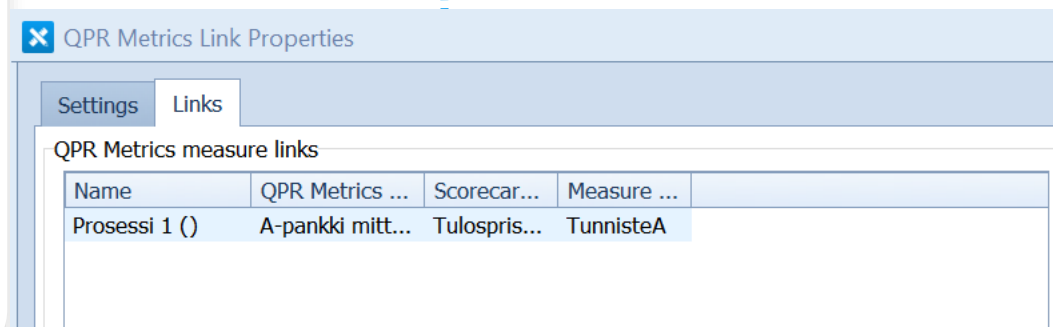 QPR Metrics Link Properties
Settings Links
QPR Metrics measure links
Name QPR Metrics ... Scorecar... Measure ...
Prosessi 1 () A-pankki mitt... Tulospris... TunnisteA